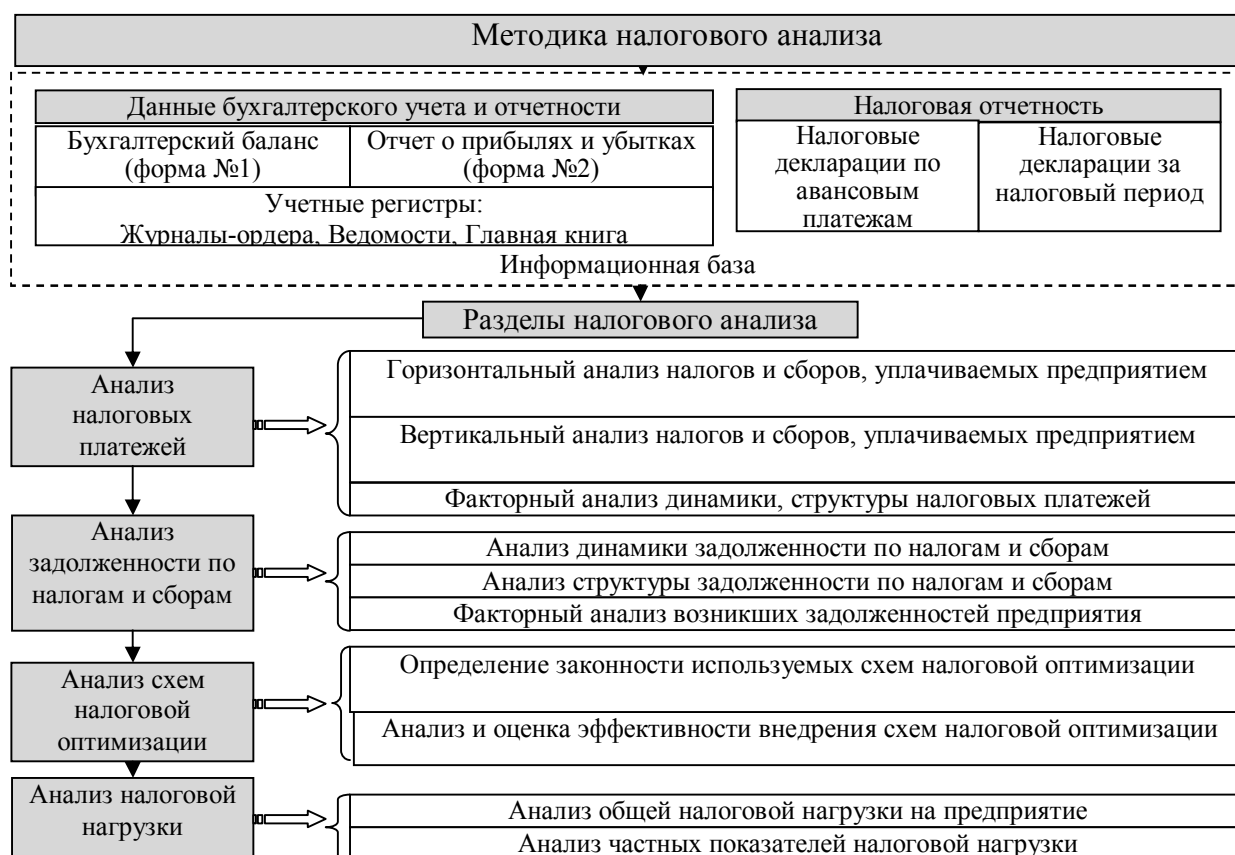 Методика налогового анализа
Данные бухгалтерского учета и отчетности
Бухгалтерский баланс
(форма №1)
Отчет о прибылях и убытках
(форма №2)
Учетные регистры:
Журналы-ордера, Ведомости, Главная книга
Налоговая отчетность
Налоговые
декларации по
авансовым
платежам
Налоговые
декларации за
налоговый период
Информационная база
Разделы налогового анализа
Анализ
налоговых
платежей
Горизонтальный анализ налогов и сборов, уплачиваемых предприятием
Вертикальный анализ налогов и сборов, уплачиваемых предприятием
Факторный анализ динамики, структуры налоговых платежей
Анализ
задолженности по
налогам и сборам
Анализ динамики задолженности по налогам и сборам
Анализ структуры задолженности по налогам и сборам
Факторный анализ возникших задолженностей предприятия
Анализ схем
налоговой
оптимизации
Определение законности используемых схем налоговой оптимизации
Анализ и оценка эффективности внедрения схем налоговой оптимизации
Анализ налоговой
нагрузки
Анализ общей налоговой нагрузки на предприятие
Анализ частных показателей налоговой нагрузки